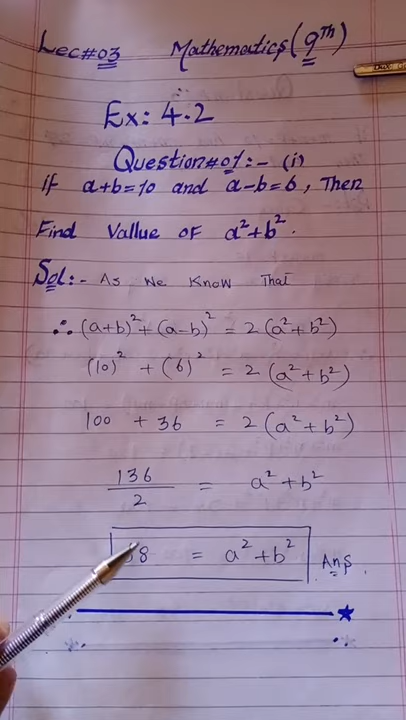 Lec#03 Mathematics (9th)
Ex: 4.2
Question#01:- (i)
if a+b=10 and a-b=6, Then
Find Vallue OF a²+b².
Sol:- As We Know That
∴ (a+b)²+(a-b)² = 2(a²+b²)
(10)² + (6)² = 2(a²+b²)
100 + 36 = 2(a²+b²)
136/2 = a²+b²
8 = a²+b² Ans.